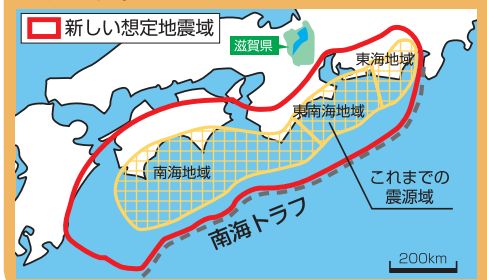 新しい想定地震域
滋賀県
東海地域
東南海地域
南海地域
これまでの
震源域
南海トラフ
200km